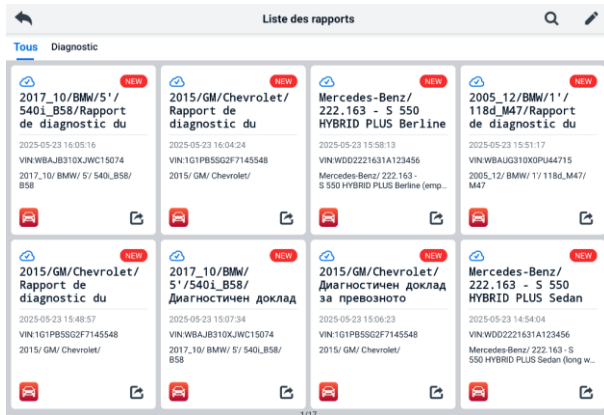 Liste des rapports
Tous Diagnostic
NEW
2017_10/BMW/5'/
540i_B58/Rapport
de diagnostic du
2025-05-23 16:05:16
VIN:WBAJB310XJWC15074
2017_10/ BMW/ 5'/ 540i_B58/
B58
NEW
2015/GM/Chevrolet/
Rapport de
diagnostic du
2025-05-23 16:04:24
VIN:1G1PB5SG2F7145548
2015/ GM/ Chevrolet/
NEW
Mercedes-Benz/
222.163 - S 550
HYBRID PLUS Berline
2025-05-23 15:58:13
VIN:WDD2221631A123456
Mercedes-Benz/ 222.163 -
S 550 HYBRID PLUS Berline (emp...
NEW
2005_12/BMW/1'/
118d_M47/Rapport
de diagnostic du
2025-05-23 15:51:17
VIN:WBAUG310X0PU44715
2005_12/ BMW/ 1'/ 118d_M47/
M47
NEW
2015/GM/Chevrolet/
Rapport de
diagnostic du
2025-05-23 15:48:57
VIN:1G1PB5SG2F7145548
2015/ GM/ Chevrolet/
NEW
2017_10/BMW/
5'/540i_B58/
Диагностичен доклад
2025-05-23 15:07:34
VIN:WBAJB310XJWC15074
2017_10/ BMW/ 5'/ 540i_B58/
B58
NEW
2015/GM/Chevrolet/
Диагностичен доклад
за превозното
2025-05-23 15:06:23
VIN:1G1PB5SG2F7145548
2015/ GM/ Chevrolet/
NEW
Mercedes-Benz/
222.163 - S 550
HYBRID PLUS Sedan
2025-05-23 14:54:04
VIN:WDD2221631A123456
Mercedes-Benz/ 222.163 - S
550 HYBRID PLUS Sedan (long w...